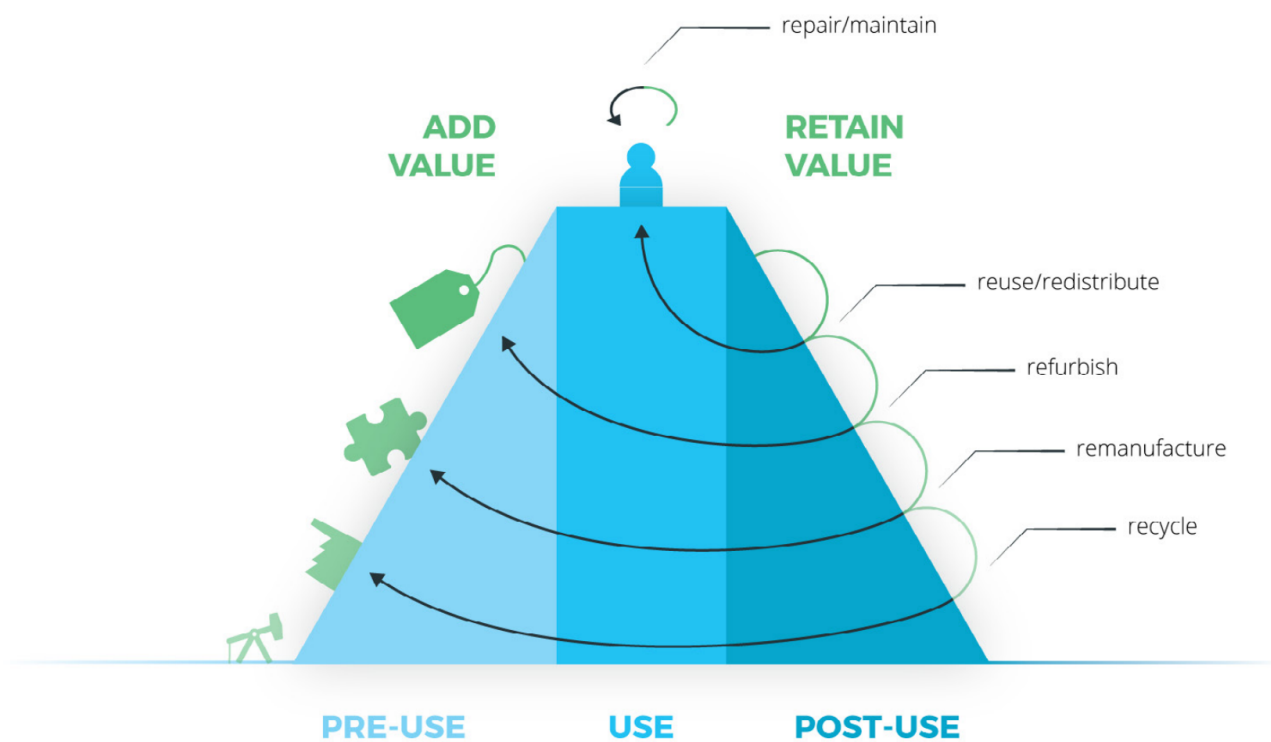 repair/maintain
ADD
VALUE
RETAIN
VALUE
reuse/redistribute
refurbish
remanufacture
recycle
PRE-USE
USE
POST-USE